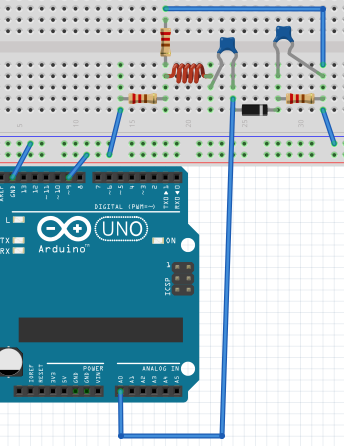 5 10 15 20 25 30
AREF GND 13 12 ~11 ~10 ~9 8 7 ~6 ~5 4 ~3 2 TX▸1 RX◂0
DIGITAL (PWM=~)
L
TX
RX
UNO
ON
Arduino™
1
ICSP
IOREF RESET 3V3 5V GND GND VIN A0 A1 A2 A3 A4 A5
POWER ANALOG IN